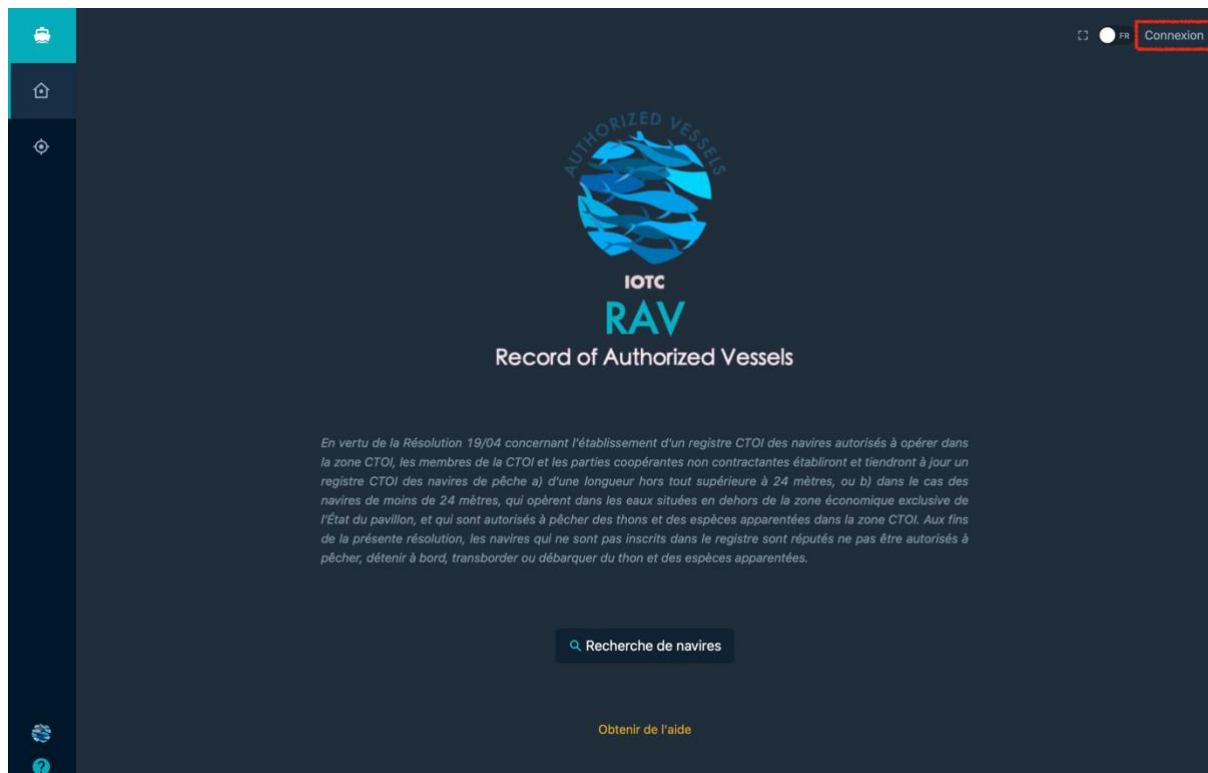 FR Connexion
AUTHORIZED VESSELS
IOTC
RAV
Record of Authorized Vessels
En vertu de la Résolution 19/04 concernant l'établissement d'un registre CTOI des navires autorisés à opérer dans
la zone CTOI, les membres de la CTOI et les parties coopérantes non contractantes établiront et tiendront à jour un
registre CTOI des navires de pêche a) d'une longueur hors tout supérieure à 24 mètres, ou b) dans le cas des
navires de moins de 24 mètres, qui opèrent dans les eaux situées en dehors de la zone économique exclusive de
l'État du pavillon, et qui sont autorisés à pêcher des thons et des espèces apparentées dans la zone CTOI. Aux fins
de la présente résolution, les navires qui ne sont pas inscrits dans le registre sont réputés ne pas être autorisés à
pêcher, détenir à bord, transborder ou débarquer du thon et des espèces apparentées.
Recherche de navires
Obtenir de l'aide